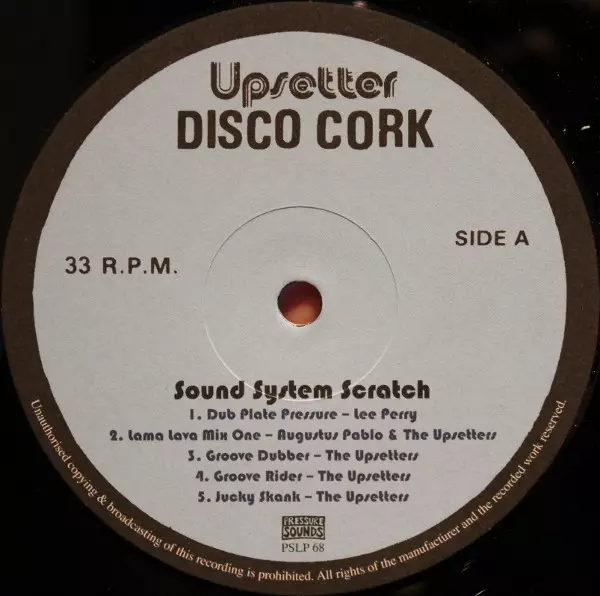 Upsetter
DISCO CORK
SIDE A
33 R.P.M.
Sound System Scratch
1. Dub Plate Pressure – Lee Perry
2. Lama Lava Mix One – Augustus Pablo & The Upsetters
3. Groove Dubber – The Upsetters
4. Groove Rider – The Upsetters
5. Jucky Skank – The Upsetters
PRESSURE
SOUNDS
PSLP 68
Unauthorised copying & broadcasting of this recording is prohibited. All rights of the manufacturer and the recorded work reserved.